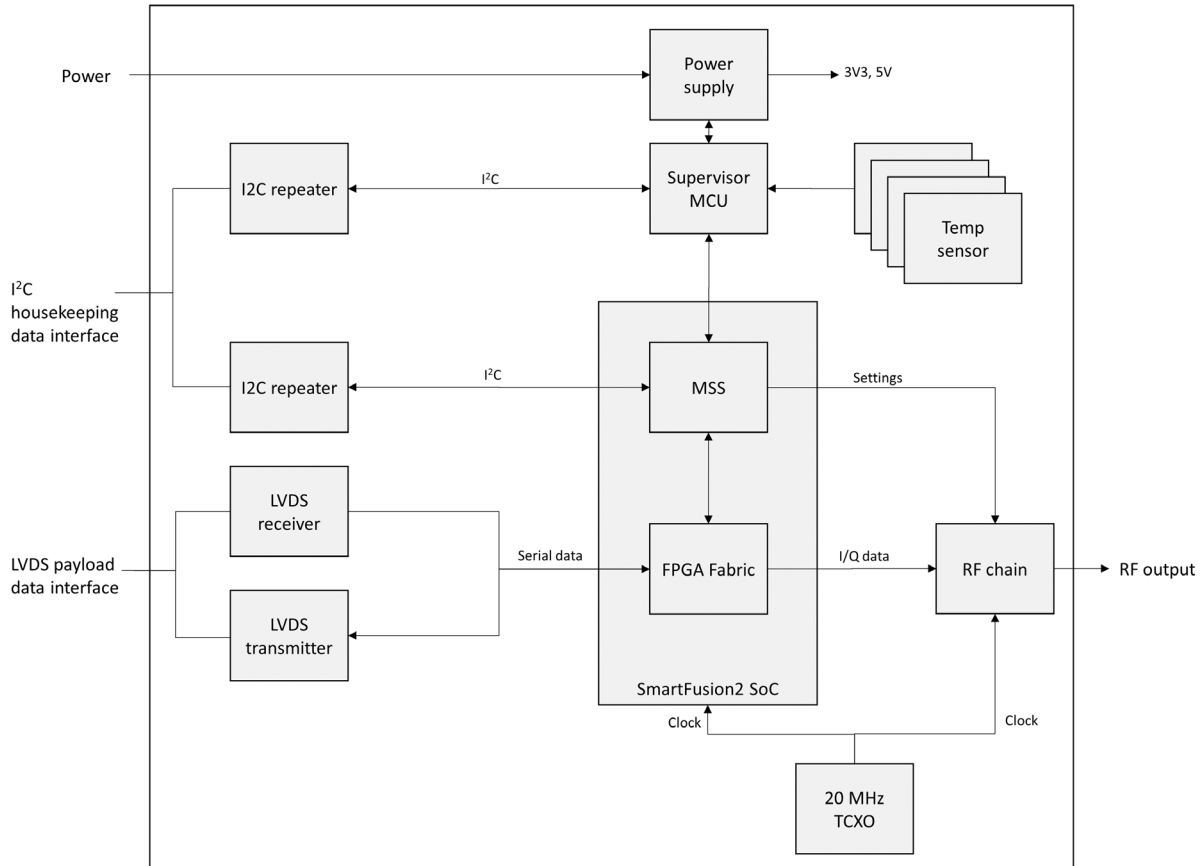 Power
Power
supply
3V3, 5V
I2C repeater
I²C
Supervisor
MCU
Temp
sensor
I²C
housekeeping
data interface
I2C repeater
I²C
MSS
Settings
LVDS
receiver
LVDS payload
data interface
Serial data
FPGA Fabric
I/Q data
RF chain
RF output
LVDS
transmitter
SmartFusion2 SoC
Clock
Clock
20 MHz
TCXO